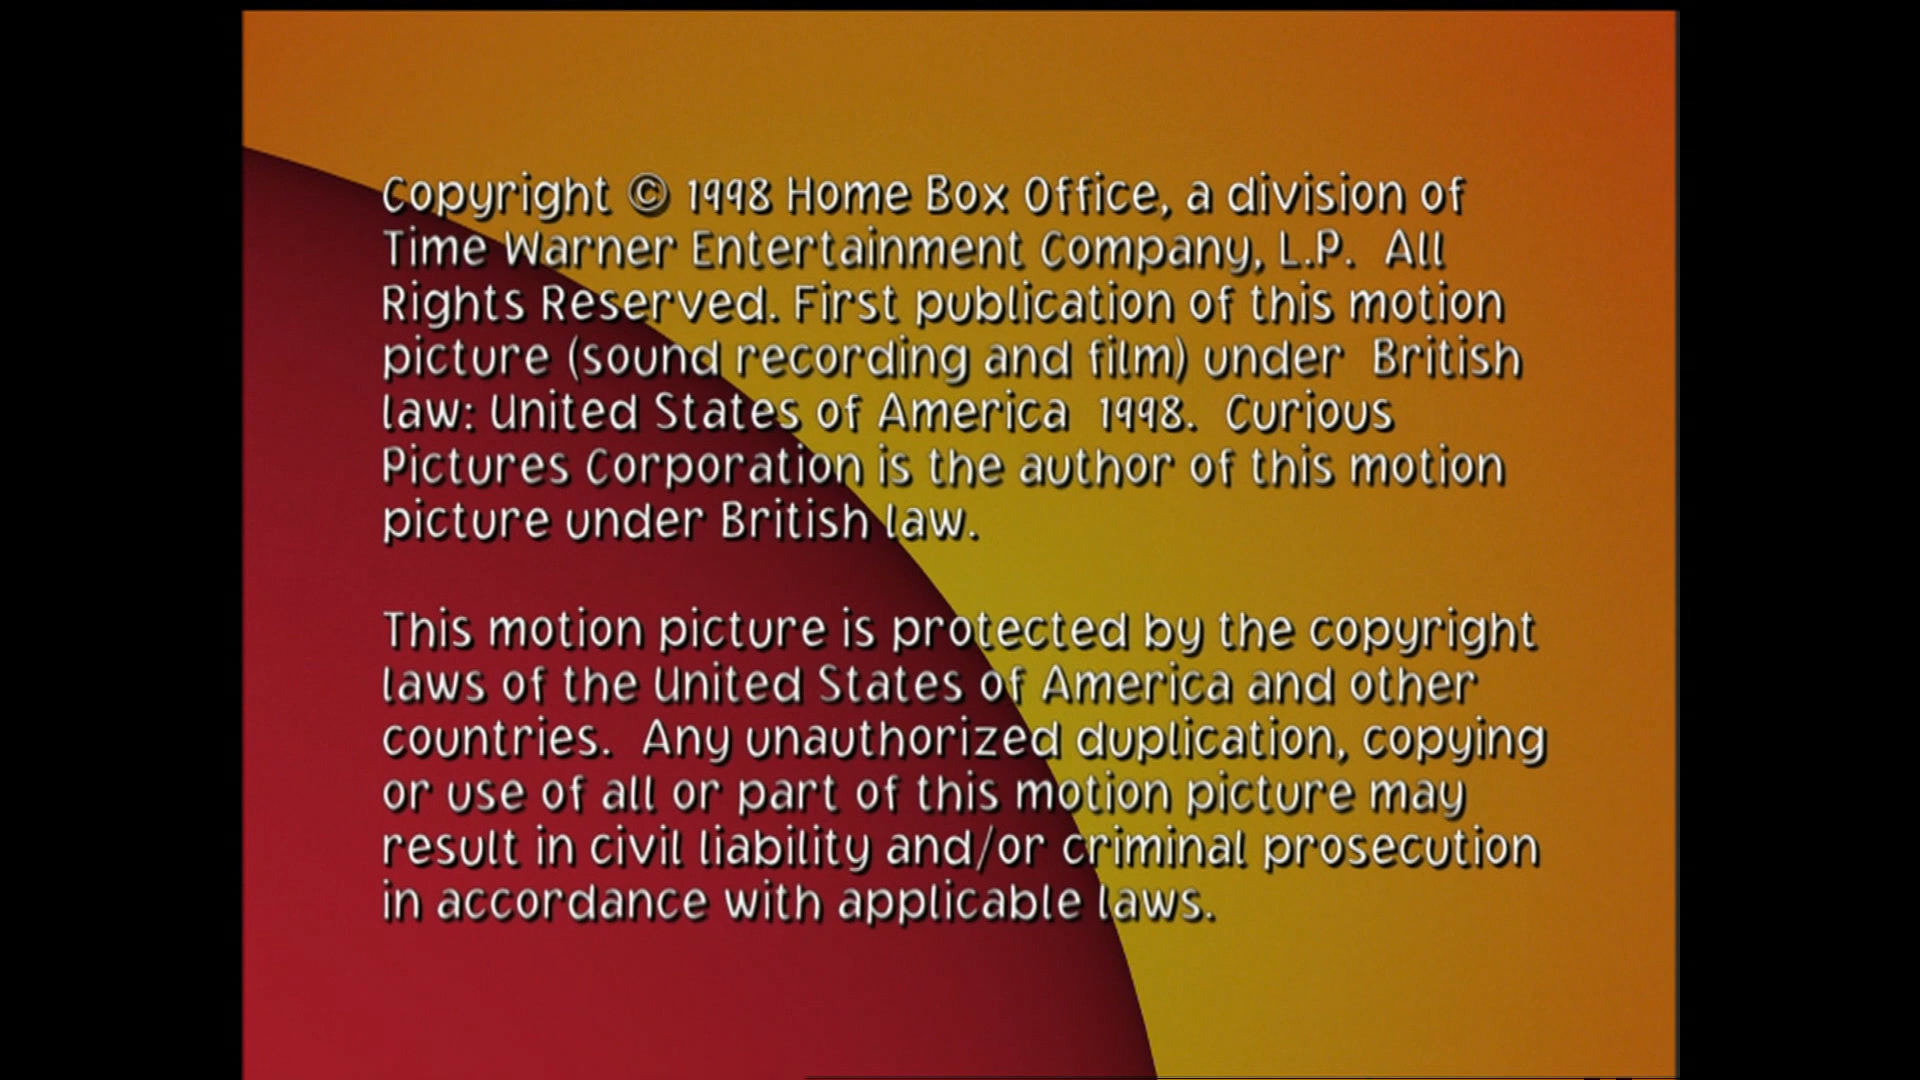 Copyright © 1998 Home Box Office, a division of
Time Warner Entertainment Company, L.P.  All
Rights Reserved. First publication of this motion
picture (sound recording and film) under  British
law: United States of America  1998.  Curious
Pictures Corporation is the author of this motion
picture under British law.

This motion picture is protected by the copyright
laws of the United States of America and other
countries.  Any unauthorized duplication, copying
or use of all or part of this motion picture may
result in civil liability and/or criminal prosecution
in accordance with applicable laws.